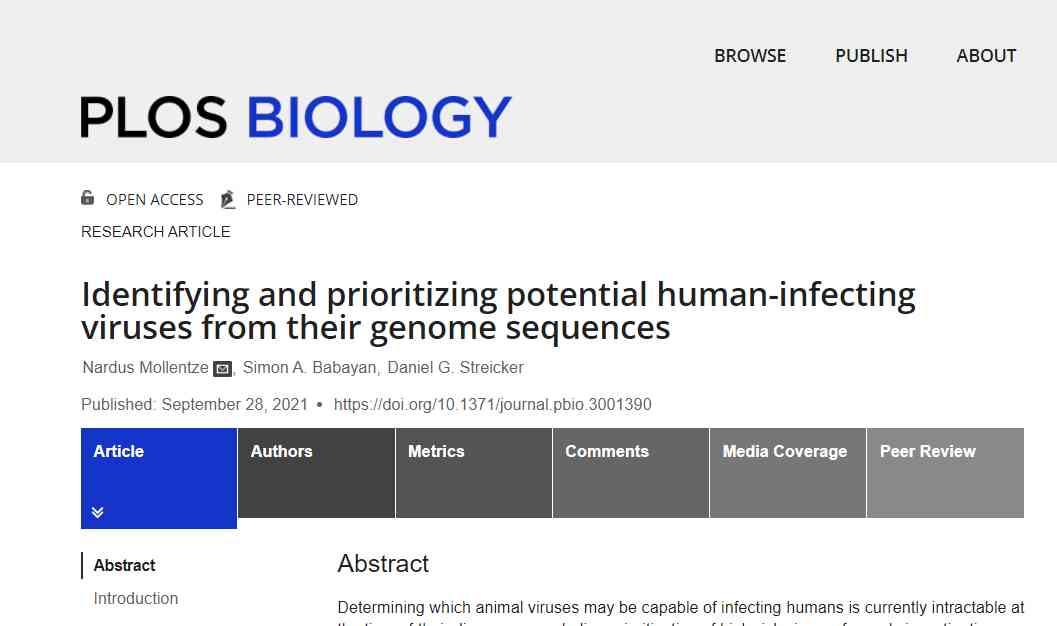 BROWSE PUBLISH ABOUT
PLOS BIOLOGY
OPEN ACCESS PEER-REVIEWED
RESEARCH ARTICLE
Identifying and prioritizing potential human-infecting
viruses from their genome sequences
Nardus Mollentze , Simon A. Babayan, Daniel G. Streicker
Published: September 28, 2021 • https://doi.org/10.1371/journal.pbio.3001390
Article Authors Metrics Comments Media Coverage Peer Review
Abstract
Introduction
Abstract
Determining which animal viruses may be capable of infecting humans is currently intractable at